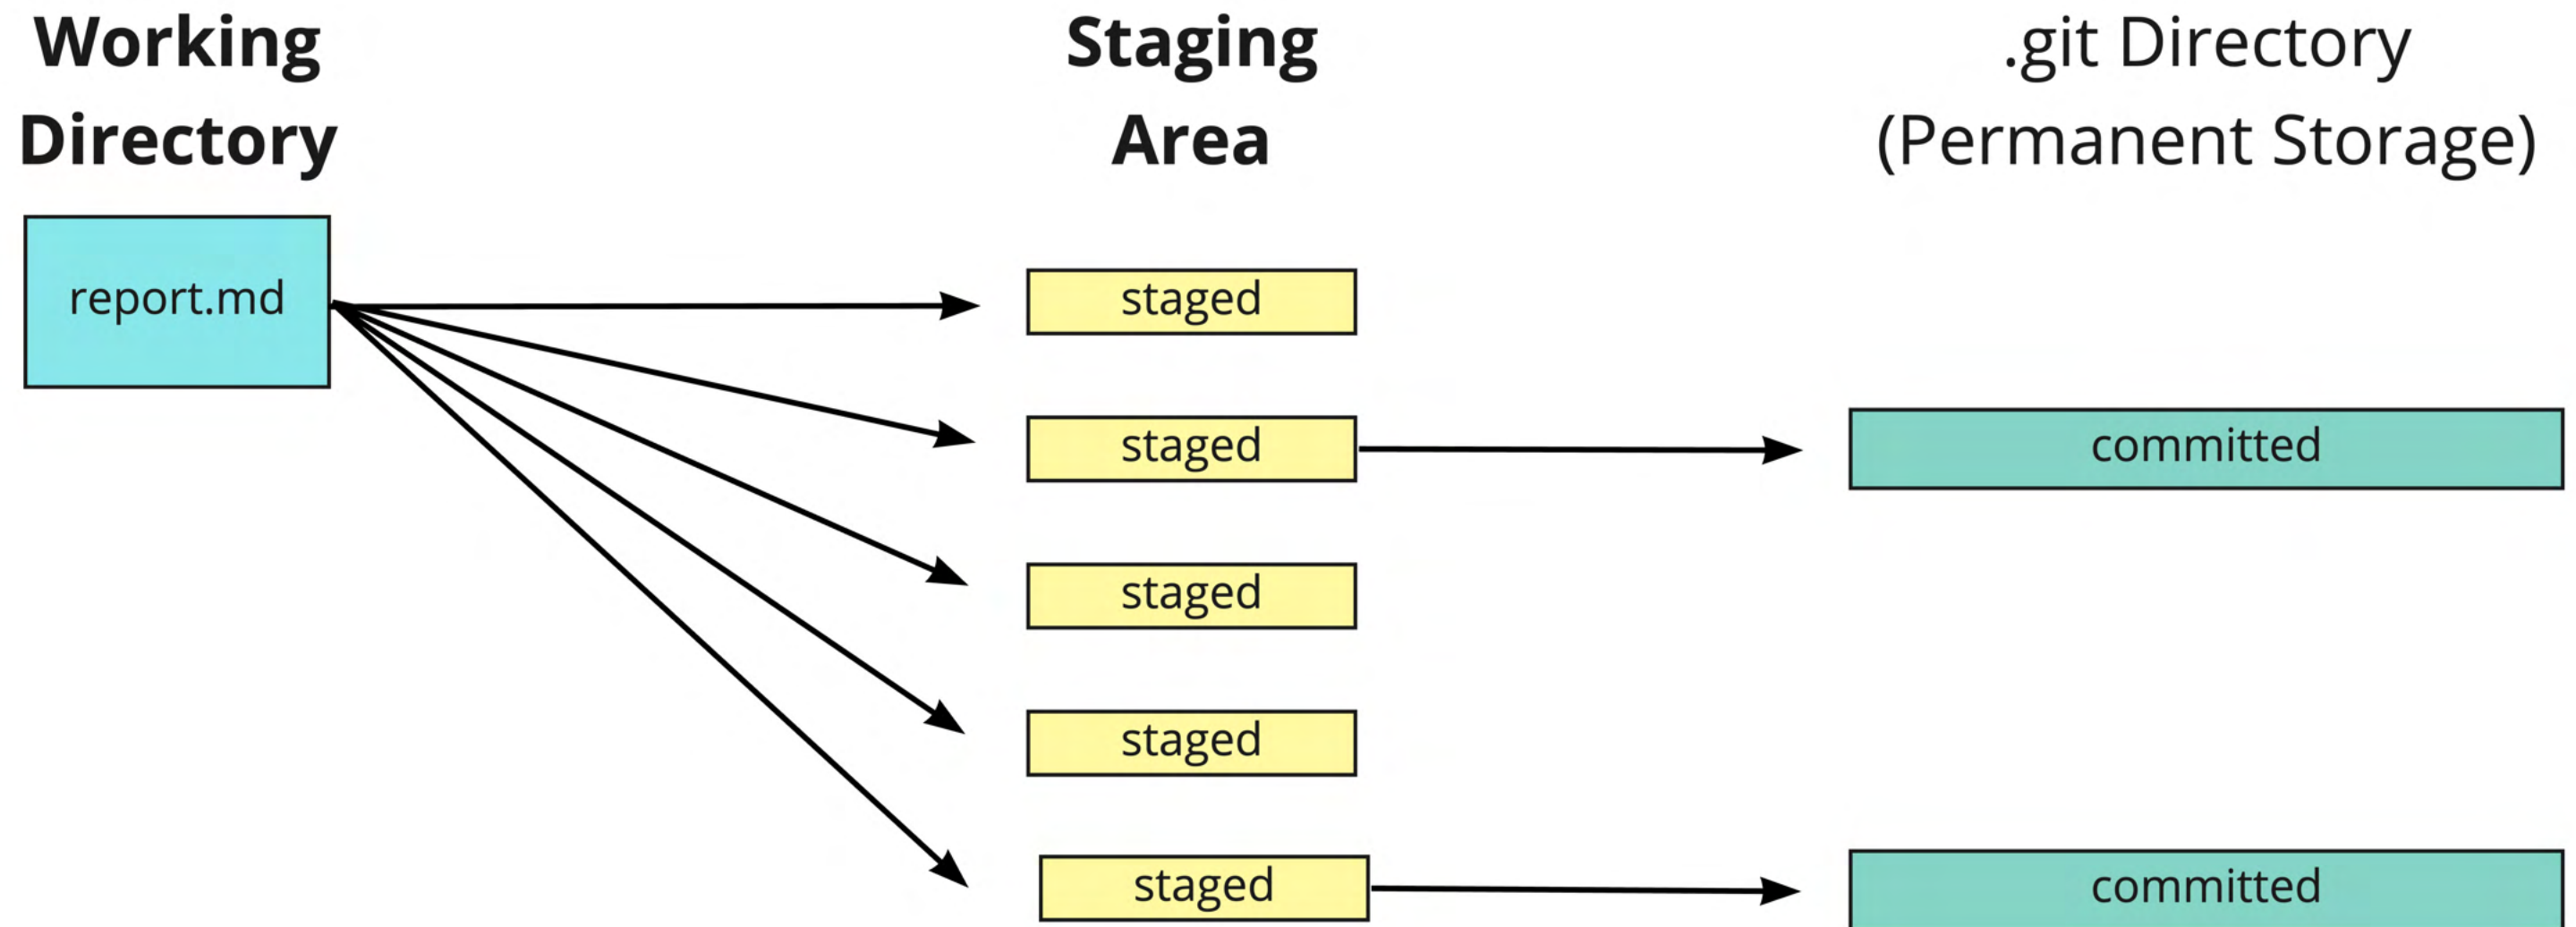 Working
Directory
Staging
Area
.git Directory
(Permanent Storage)
report.md
staged
staged
committed
staged
staged
staged
committed